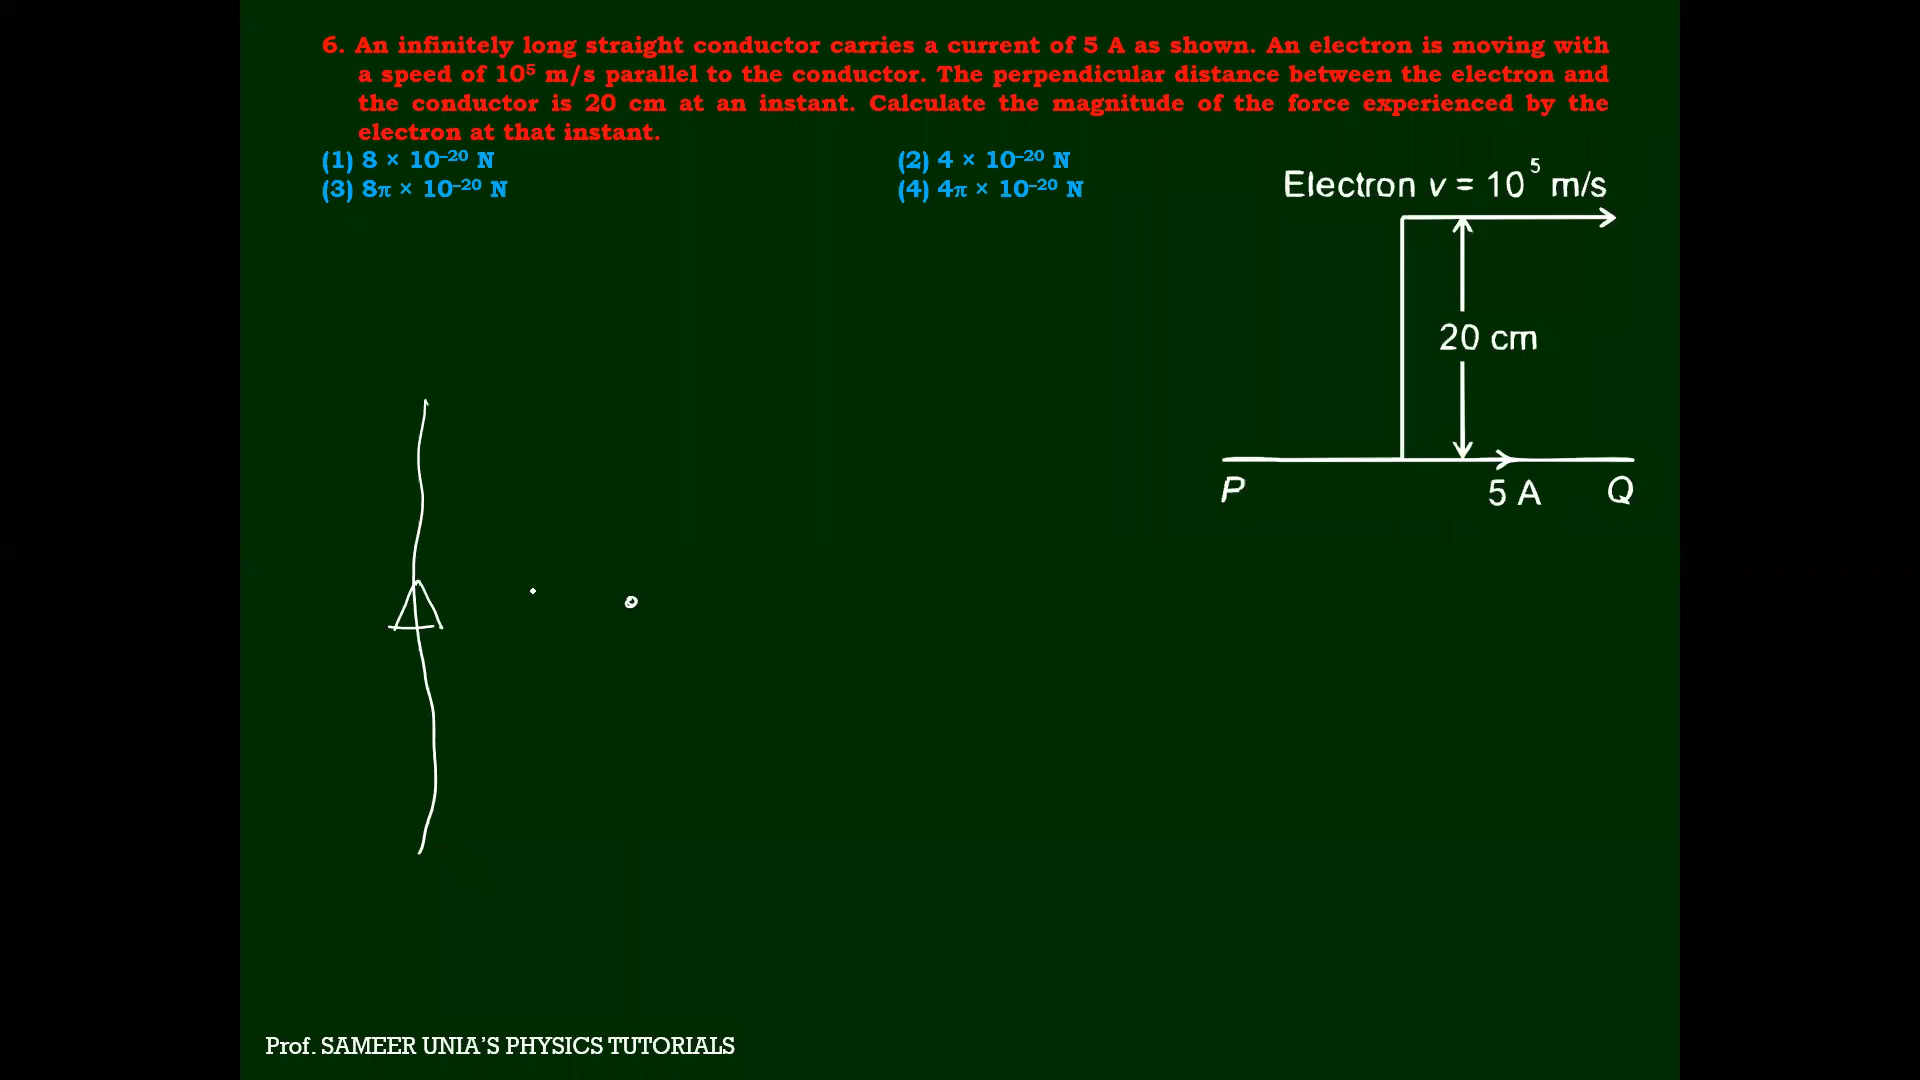 6. An infinitely long straight conductor carries a current of 5 A as shown. An electron is moving with
a speed of 10⁵ m/s parallel to the conductor. The perpendicular distance between the electron and
the conductor is 20 cm at an instant. Calculate the magnitude of the force experienced by the
electron at that instant.
(1) 8 × 10⁻²⁰ N (2) 4 × 10⁻²⁰ N
(3) 8π × 10⁻²⁰ N (4) 4π × 10⁻²⁰ N
Electron v = 10⁵ m/s
20 cm
P 5 A Q
Prof. SAMEER UNIA'S PHYSICS TUTORIALS